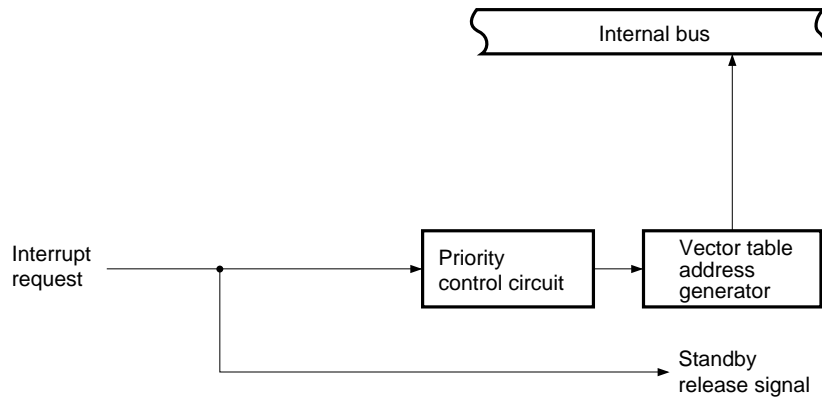 Internal bus
Interrupt
request
Priority
control circuit
Vector table
address
generator
Standby
release signal